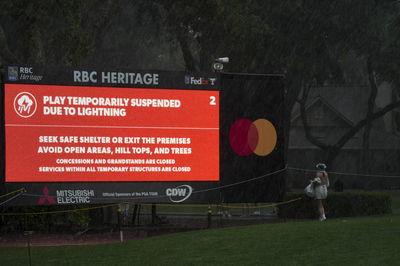 RBC
Heritage
RBC HERITAGE
FedEx
PLAY TEMPORARILY SUSPENDED
DUE TO LIGHTNING
2
SEEK SAFE SHELTER OR EXIT THE PREMISES
AVOID OPEN AREAS, HILL TOPS, AND TREES
CONCESSIONS AND GRANDSTANDS ARE CLOSED
SERVICES WITHIN ALL TEMPORARY STRUCTURES ARE CLOSED
MITSUBISHI
ELECTRIC
Official Sponsors of the PGA TOUR
CDW